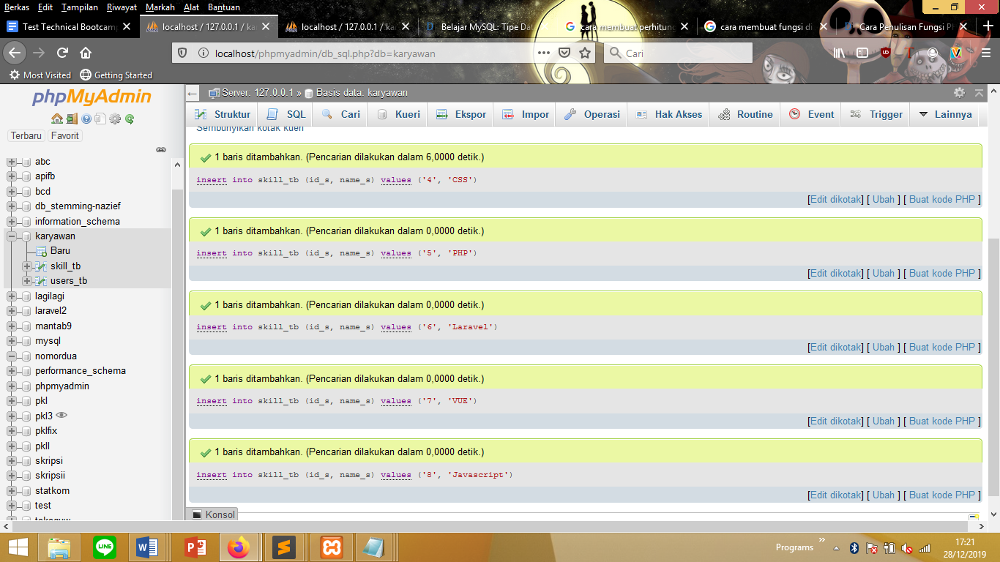 Berkas Edit Tampilan Riwayat Markah Alat Bantuan
Test Technical Bootcam
localhost / 127.0.0.1 / ka
localhost / 127.0.0.1 / ka
Belajar MySQL: Tipe Dat
cara membuat perhitung
cara membuat fungsi di
Cara Penulisan Fungsi P
localhost/phpmyadmin/db_sql.php?db=karyawan
Cari
Most Visited Getting Started
phpMyAdmin
Terbaru Favorit
abc
apifb
bcd
db_stemming-nazief
information_schema
karyawan
Baru
skill_tb
users_tb
lagilagi
laravel2
mantab9
mysql
nomordua
performance_schema
phpmyadmin
pkl
pkl3
pklfix
pkll
skripsi
skripsii
statkom
test
Server: 127.0.0.1 » Basis data: karyawan
Struktur SQL Cari Kueri Ekspor Impor Operasi Hak Akses Routine Event Trigger Lainnya
Sembunyikan kotak kueri
1 baris ditambahkan. (Pencarian dilakukan dalam 6,0000 detik.)
insert into skill_tb (id_s, name_s) values ('4', 'CSS')
[Edit dikotak] [ Ubah ] [ Buat kode PHP ]
1 baris ditambahkan. (Pencarian dilakukan dalam 0,0000 detik.)
insert into skill_tb (id_s, name_s) values ('5', 'PHP')
[Edit dikotak] [ Ubah ] [ Buat kode PHP ]
1 baris ditambahkan. (Pencarian dilakukan dalam 0,0000 detik.)
insert into skill_tb (id_s, name_s) values ('6', 'Laravel')
[Edit dikotak] [ Ubah ] [ Buat kode PHP ]
1 baris ditambahkan. (Pencarian dilakukan dalam 0,0000 detik.)
insert into skill_tb (id_s, name_s) values ('7', 'VUE')
[Edit dikotak] [ Ubah ] [ Buat kode PHP ]
1 baris ditambahkan. (Pencarian dilakukan dalam 0,0000 detik.)
insert into skill_tb (id_s, name_s) values ('8', 'Javascript')
[Edit dikotak] [ Ubah ] [ Buat kode PHP ]
Konsol
LINE
Programs
17:21
28/12/2019